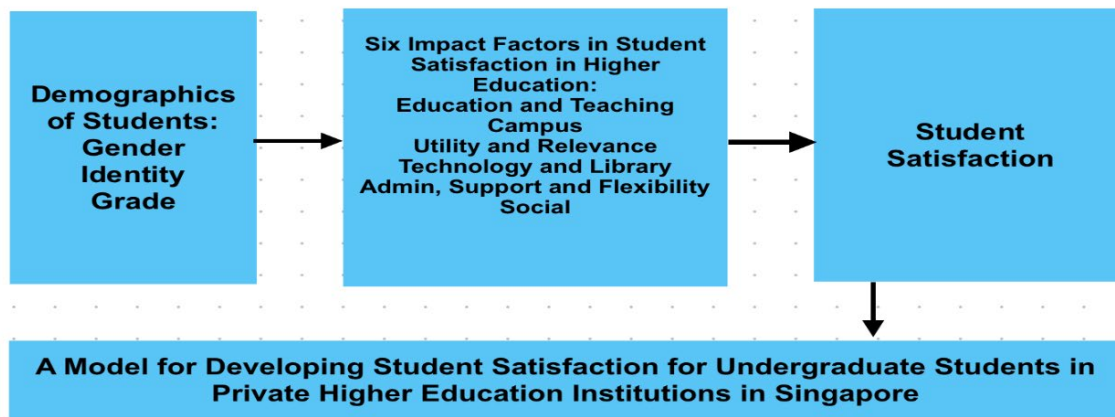 Demographics
of Students:
Gender
Identity
Grade
Six Impact Factors in Student
Satisfaction in Higher
Education:
Education and Teaching
Campus
Utility and Relevance
Technology and Library
Admin, Support and Flexibility
Social
Student
Satisfaction
A Model for Developing Student Satisfaction for Undergraduate Students in
Private Higher Education Institutions in Singapore